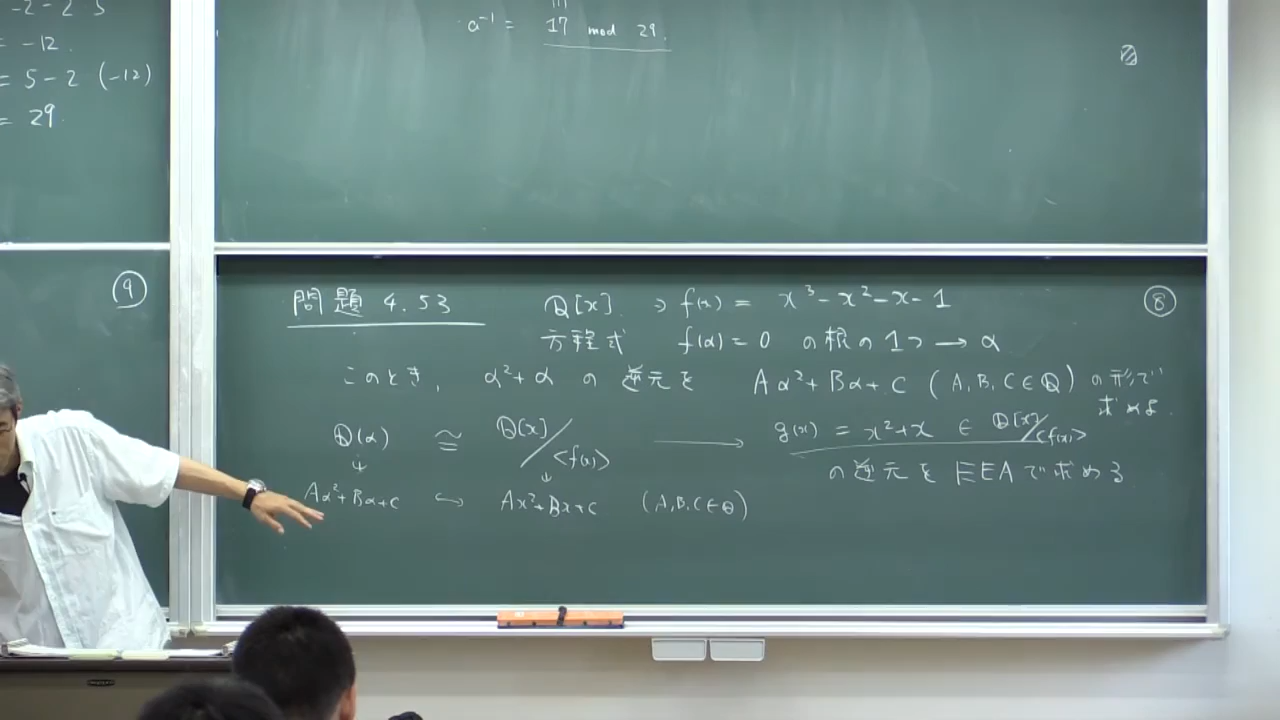 -2-2 5
= -12.
= 5-2 (-12)
= 29.
a⁻¹ = 17 mod 29.
⑨
問題 4.53 ℚ[x] ∋ f(x) = x³-x²-x-1 ⑧
方程式 f(α)=0 の根の1つ → α
このとき, α²+α の逆元を Aα²+Bα+C (A,B,C∈ℚ) の形で
求めよ.
ℚ(α) ≅ ℚ[x]/<f(x)> → g(x) = x²+x ∈ ℚ[x]/<f(x)>
の逆元を EEAで求める
Aα²+Bα+C ↔ Ax²+Bx+C (A,B,C∈ℚ)